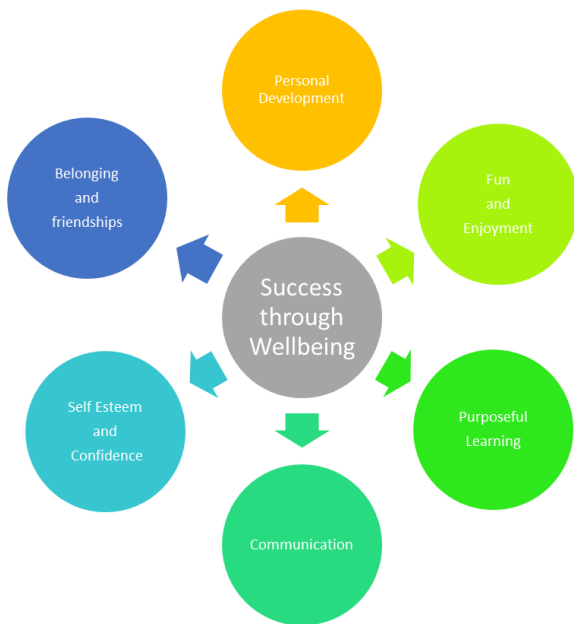 Personal
Development
Fun
and
Enjoyment
Purposeful
Learning
Communication
Self Esteem
and
Confidence
Belonging
and
friendships
Success
through
Wellbeing